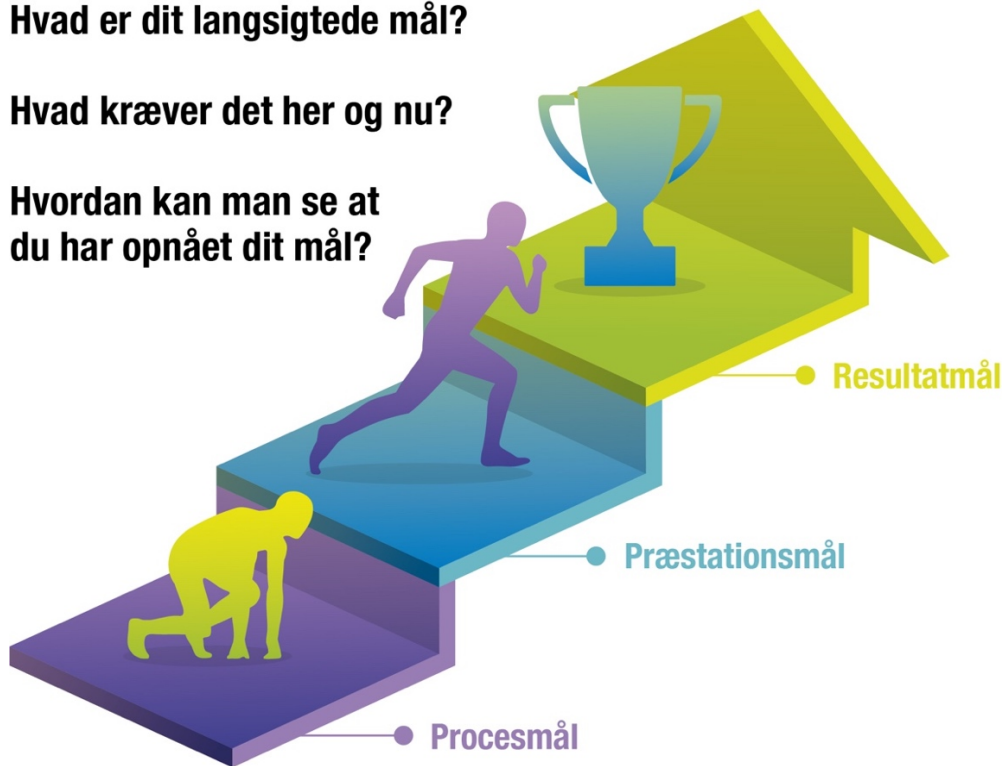 Hvad er dit langsigtede mål?
Hvad kræver det her og nu?
Hvordan kan man se at
du har opnået dit mål?
Resultatmål
Præstationsmål
Procesmål